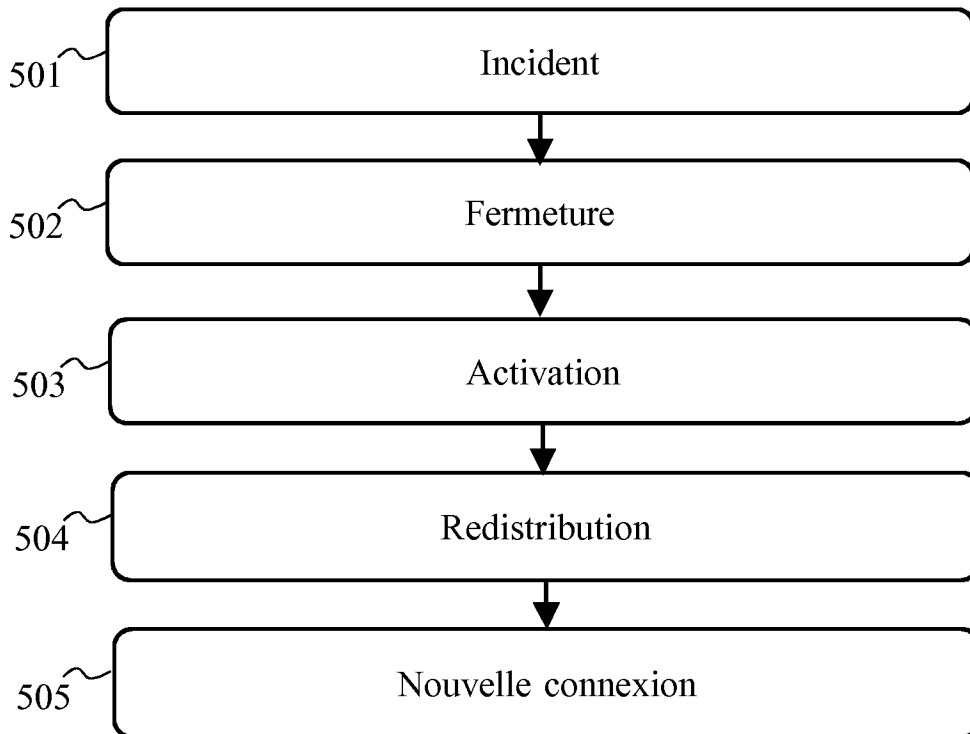 501
Incident
502
Fermeture
503
Activation
504
Redistribution
505
Nouvelle connexion